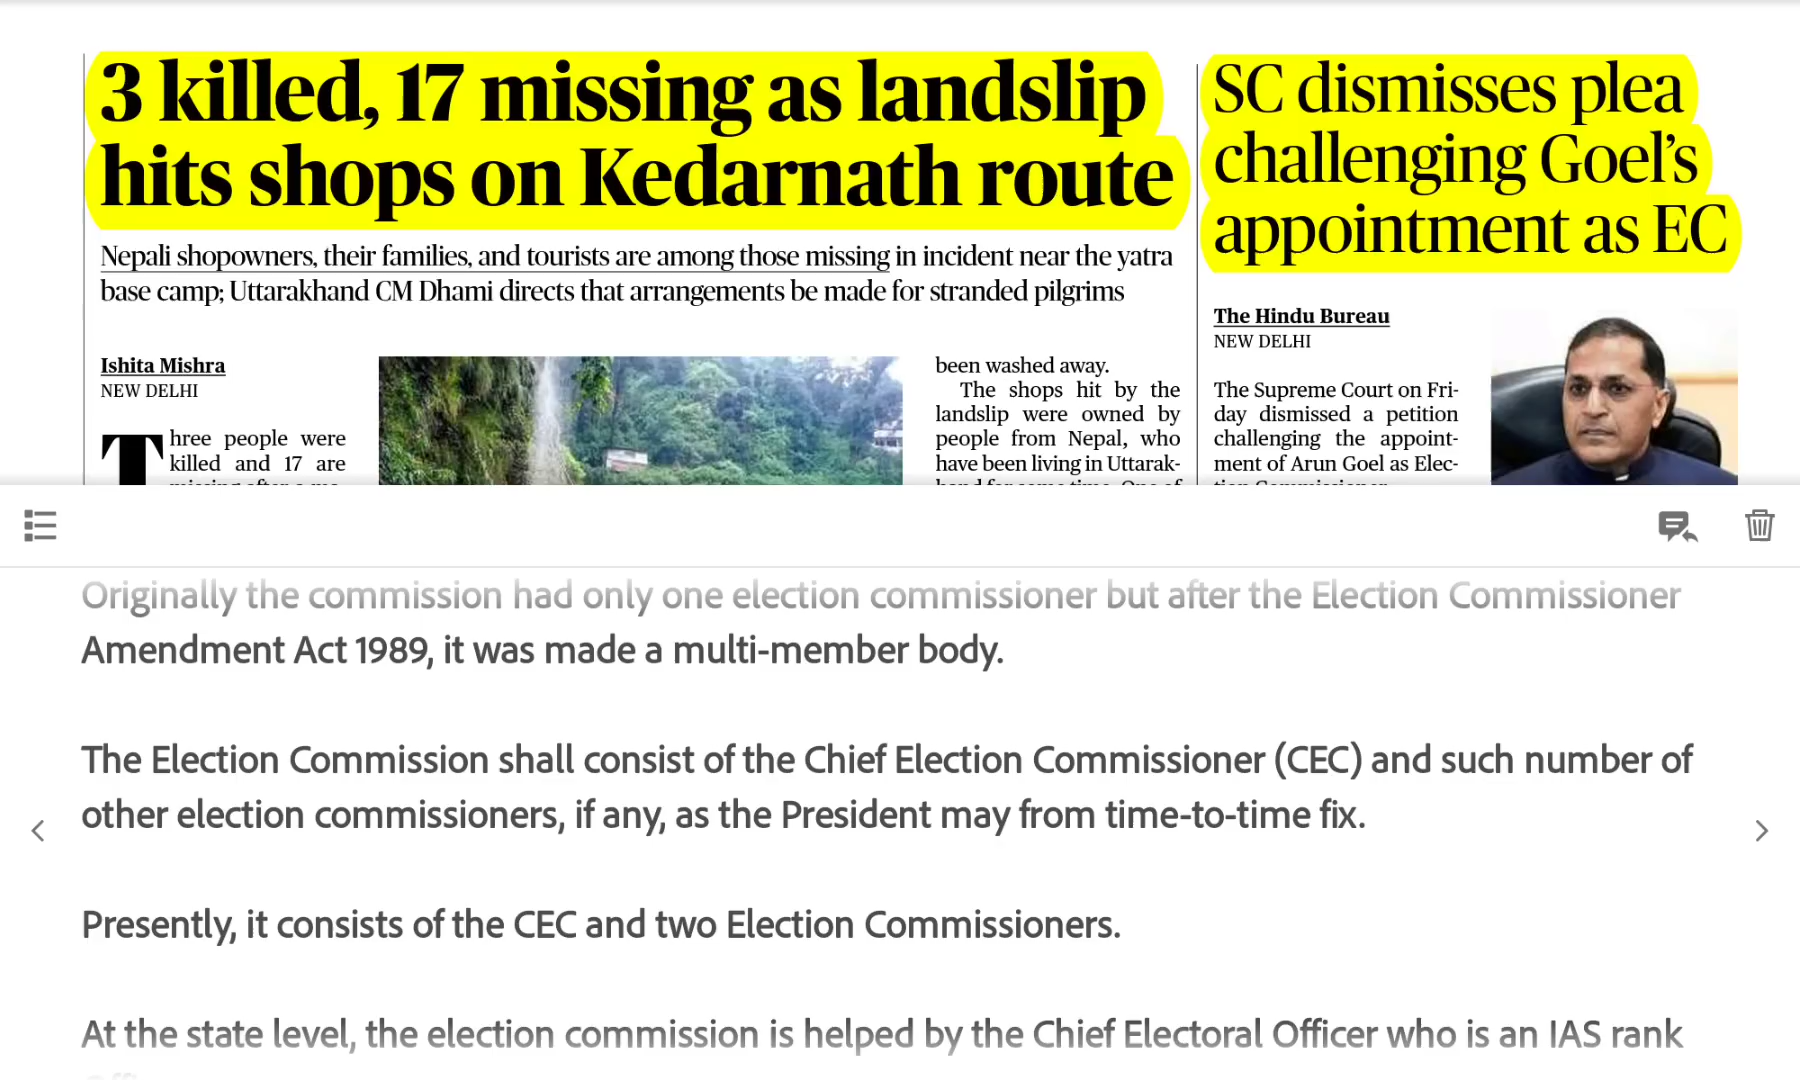 3 killed, 17 missing as landslip
hits shops on Kedarnath route
Nepali shopowners, their families, and tourists are among those missing in incident near the yatra
base camp; Uttarakhand CM Dhami directs that arrangements be made for stranded pilgrims
Ishita Mishra
NEW DELHI
Three people were
killed and 17 are
been washed away.
The shops hit by the
landslip were owned by
people from Nepal, who
have been living in Uttarak-
SC dismisses plea
challenging Goel's
appointment as EC
The Hindu Bureau
NEW DELHI
The Supreme Court on Fri-
day dismissed a petition
challenging the appoint-
ment of Arun Goel as Elec-
Originally the commission had only one election commissioner but after the Election Commissioner
Amendment Act 1989, it was made a multi-member body.
The Election Commission shall consist of the Chief Election Commissioner (CEC) and such number of
other election commissioners, if any, as the President may from time-to-time fix.
Presently, it consists of the CEC and two Election Commissioners.
At the state level, the election commission is helped by the Chief Electoral Officer who is an IAS rank